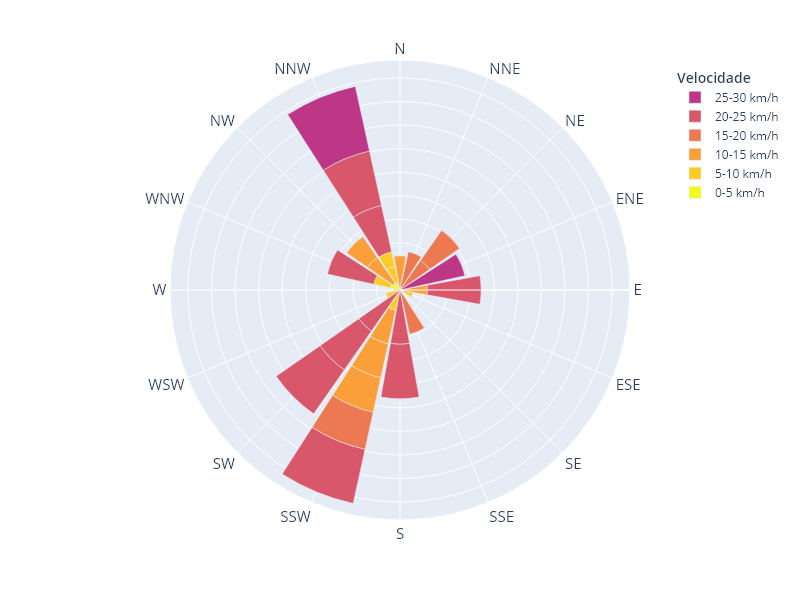 N
NNE
NE
ENE
E
ESE
SE
SSE
S
SSW
SW
WSW
W
WNW
NW
NNW
Velocidade
25-30 km/h
20-25 km/h
15-20 km/h
10-15 km/h
5-10 km/h
0-5 km/h